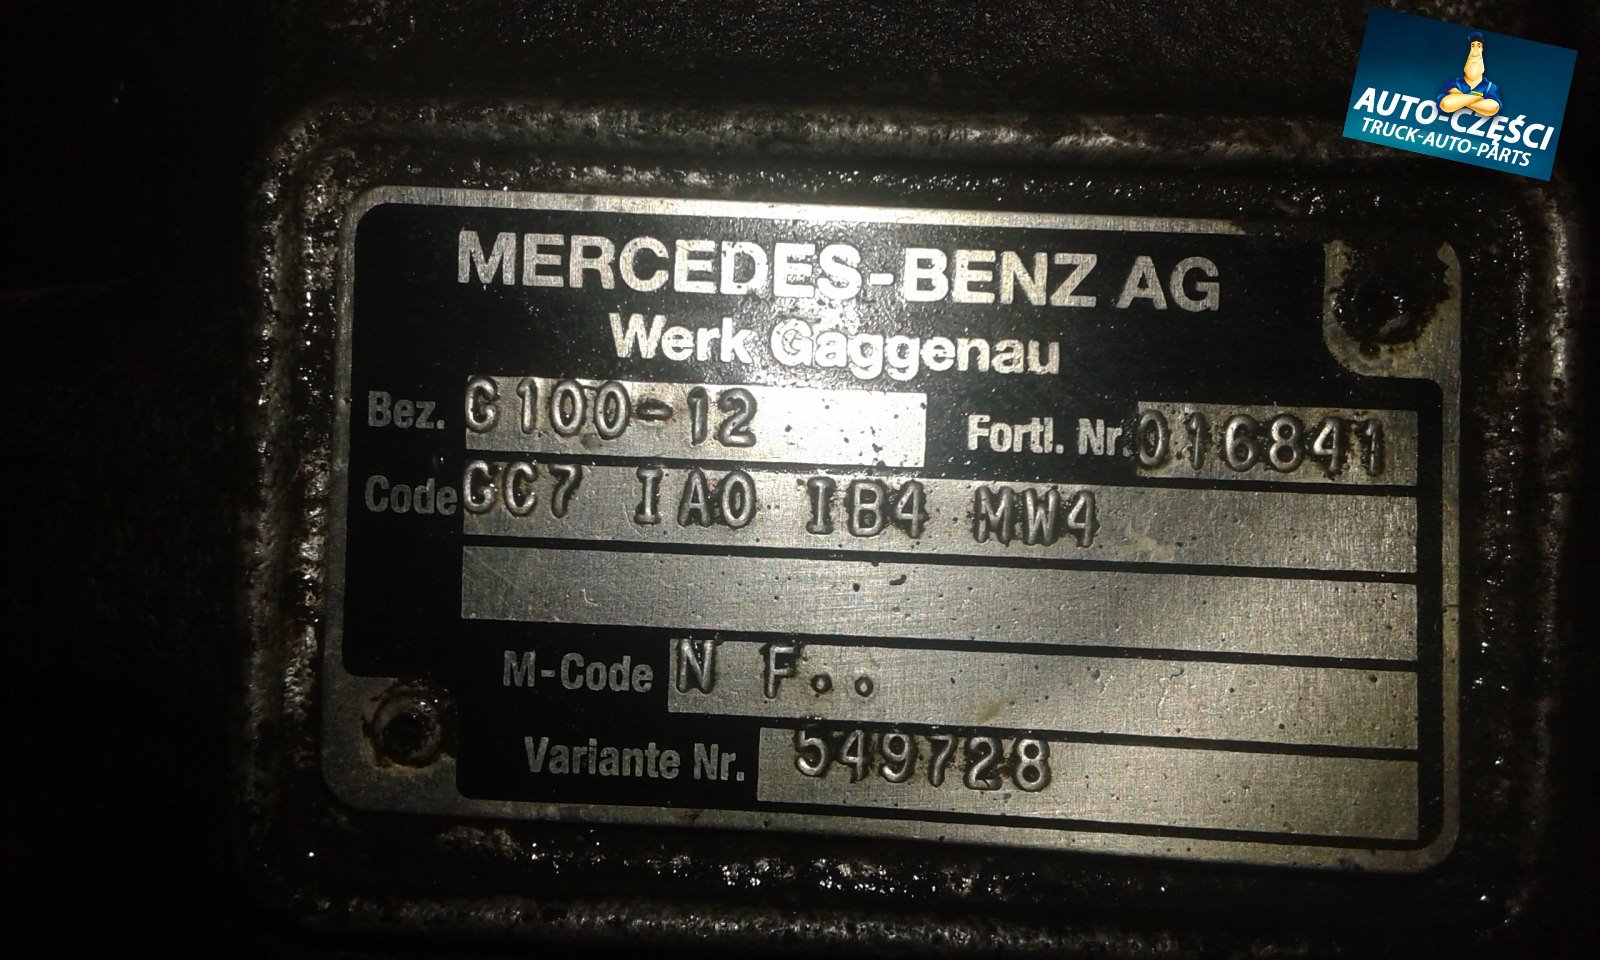 AUTO-CZĘŚCI
TRUCK-AUTO-PARTS
MERCEDES-BENZ AG
Werk Gaggenau
Bez. G100-12 Fortl. Nr. 016841
Code GC7 IA0 IB4 MW4
M-Code N F..
Variante Nr. 549728